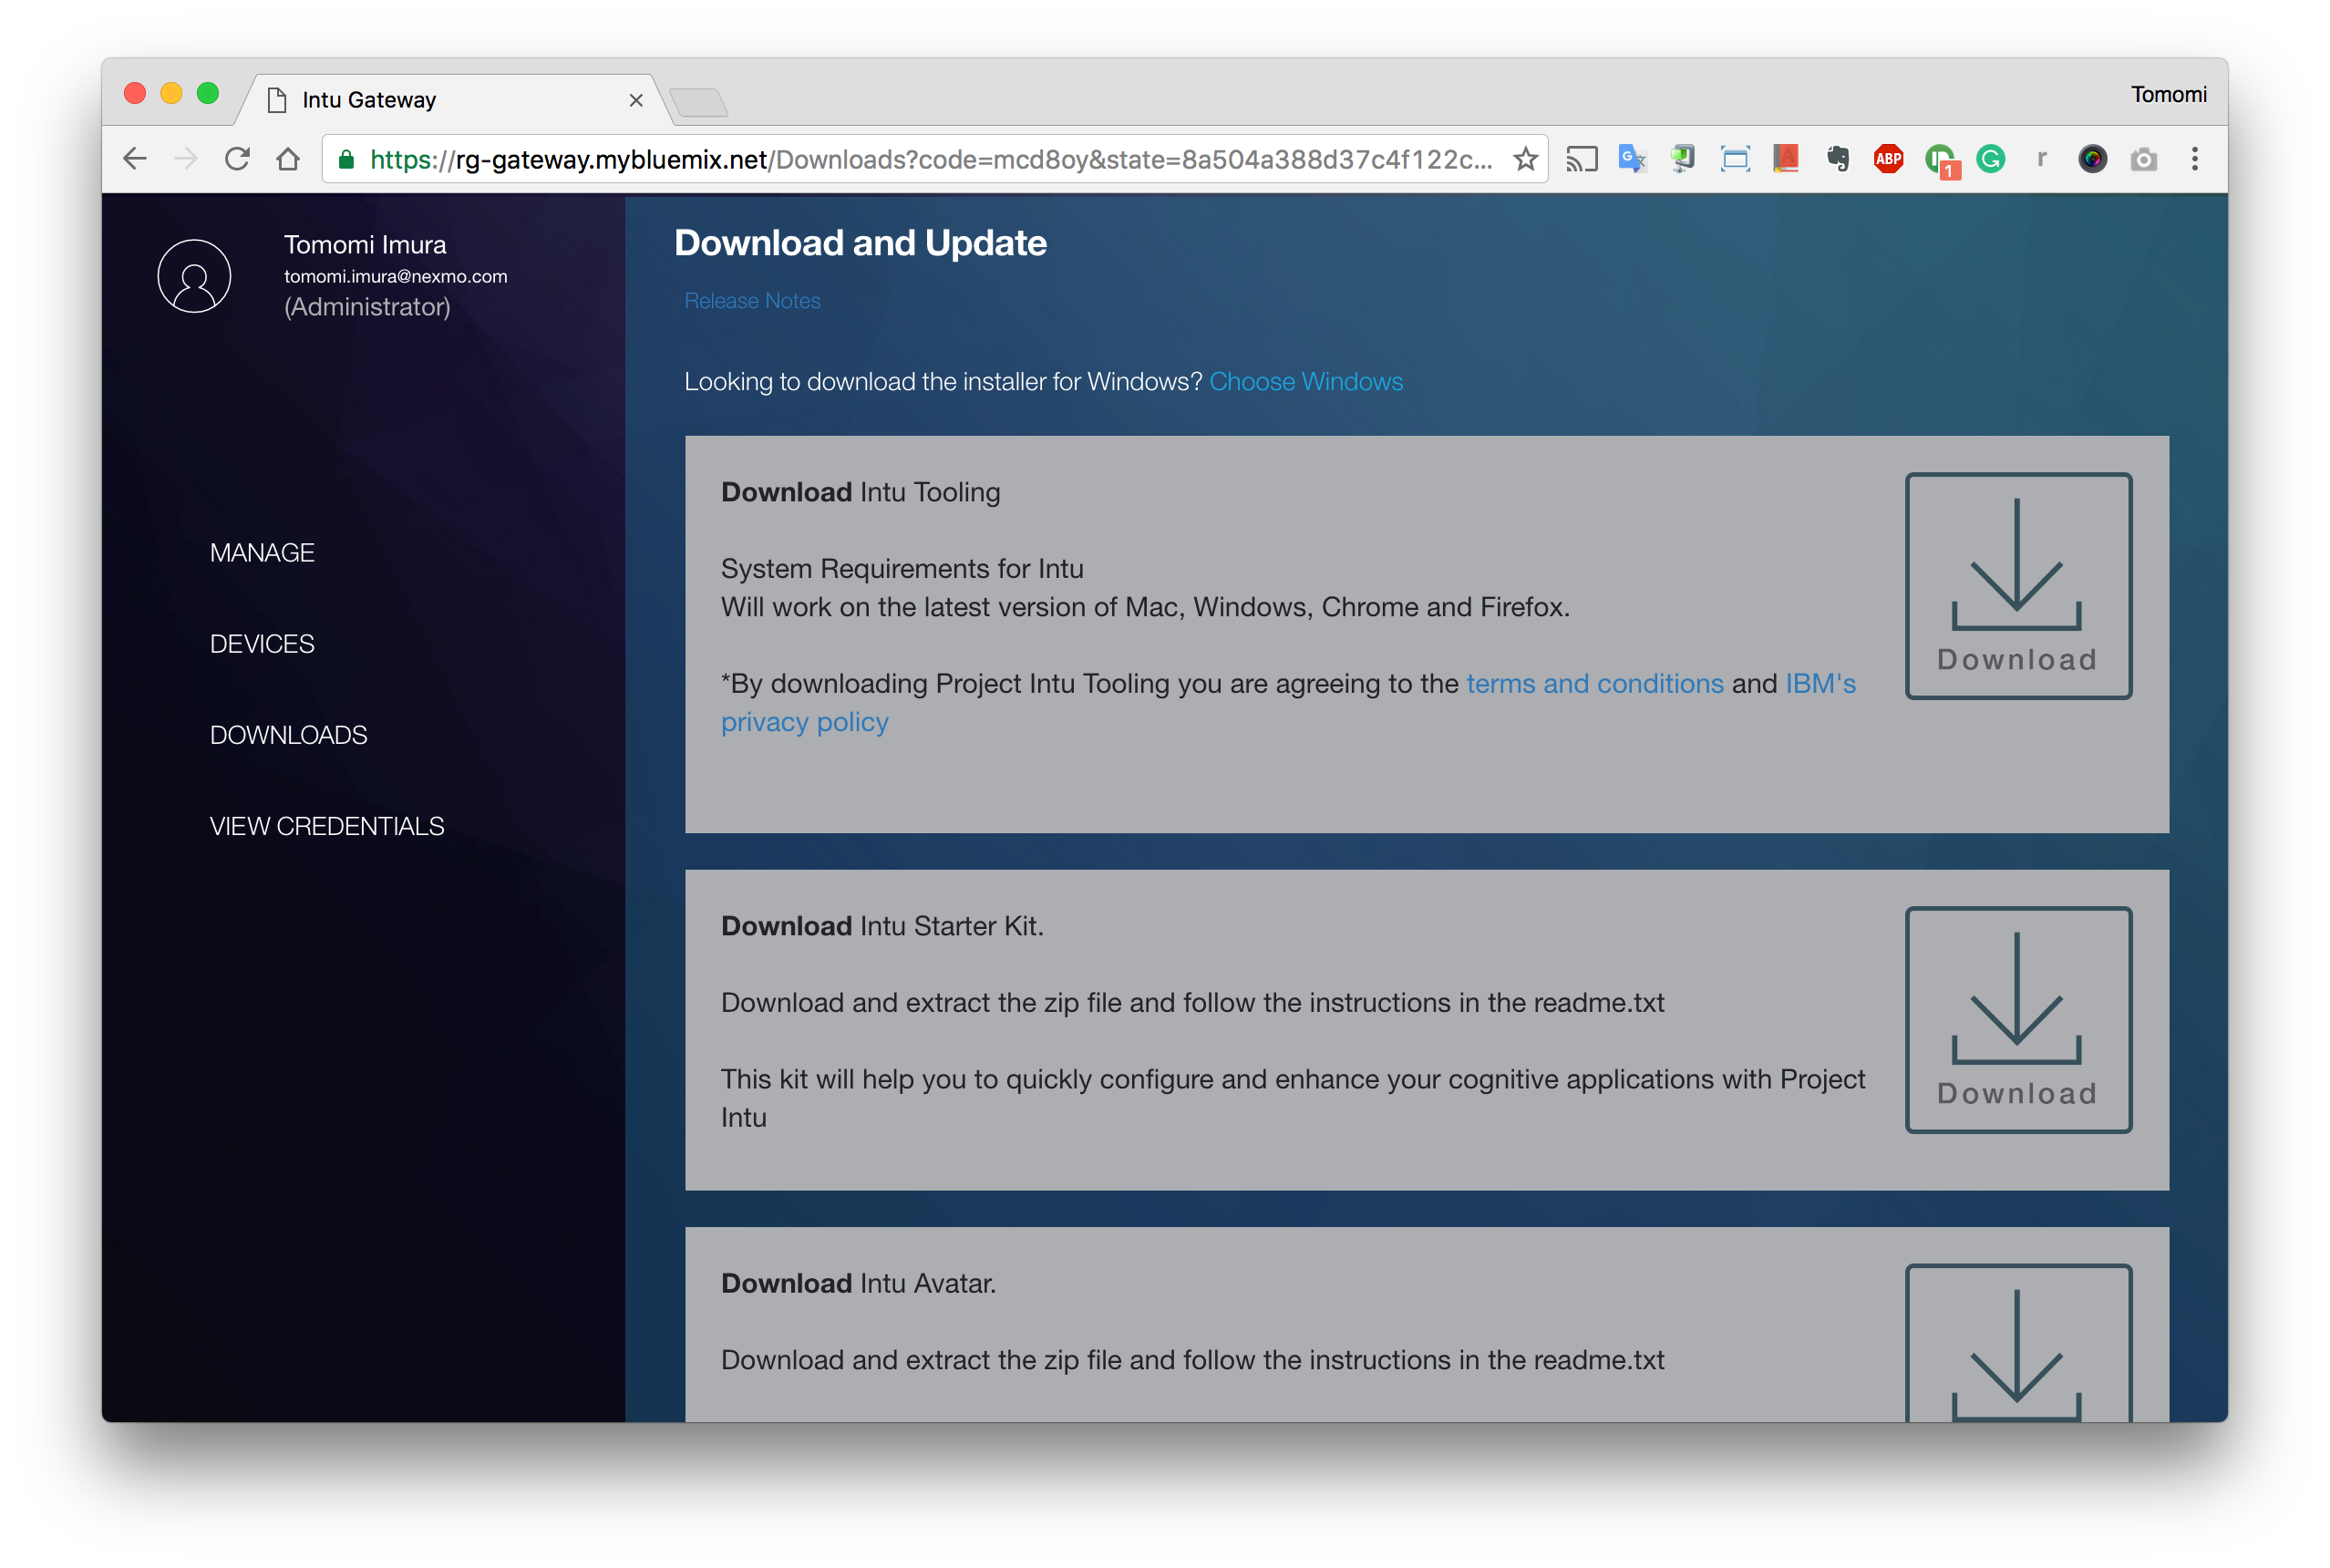 Intu Gateway
Tomomi
https://rg-gateway.mybluemix.net/Downloads?code=mcd8oy&state=8a504a388d37c4f122c...
ABP
1
r
Tomomi Imura
tomomi.imura@nexmo.com
(Administrator)
MANAGE
DEVICES
DOWNLOADS
VIEW CREDENTIALS
Download and Update
Release Notes
Looking to download the installer for Windows? Choose Windows
Download Intu Tooling
System Requirements for Intu
Will work on the latest version of Mac, Windows, Chrome and Firefox.
*By downloading Project Intu Tooling you are agreeing to the terms and conditions and IBM's
privacy policy
Download
Download Intu Starter Kit.
Download and extract the zip file and follow the instructions in the readme.txt
This kit will help you to quickly configure and enhance your cognitive applications with Project
Intu
Download
Download Intu Avatar.
Download and extract the zip file and follow the instructions in the readme.txt